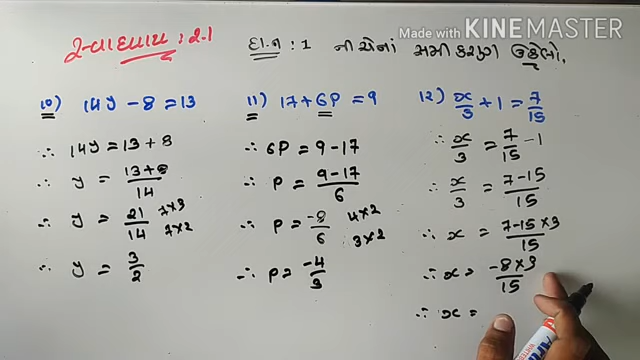 Made with KINEMASTER
સ્વાધ્યાય : 2.1
દા.ન : 1 નીચેનાં સમીકરણ ઉકેલો.
10) 14y - 8 = 13
∴ 14y = 13 + 8
∴ y = 13+8/14
∴ y = 21/14 7×3 7×2
∴ y = 3/2
11) 17 + 6P = 9
∴ 6P = 9 - 17
∴ P = 9-17/6
∴ P = -8/6 4×2 3×2
∴ P = -4/3
12) x/3 + 1 = 7/15
∴ x/3 = 7/15 - 1
∴ x/3 = 7-15/15
∴ x = 7-15×3/15
∴ x = -8×3/15
∴ x =